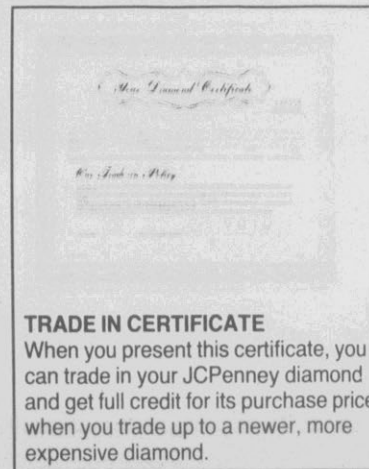 Your Diamond Certificate
Our Trade-in Policy
TRADE IN CERTIFICATE
When you present this certificate, you
can trade in your JCPenney diamond
and get full credit for its purchase price
when you trade up to a newer, more
expensive diamond.